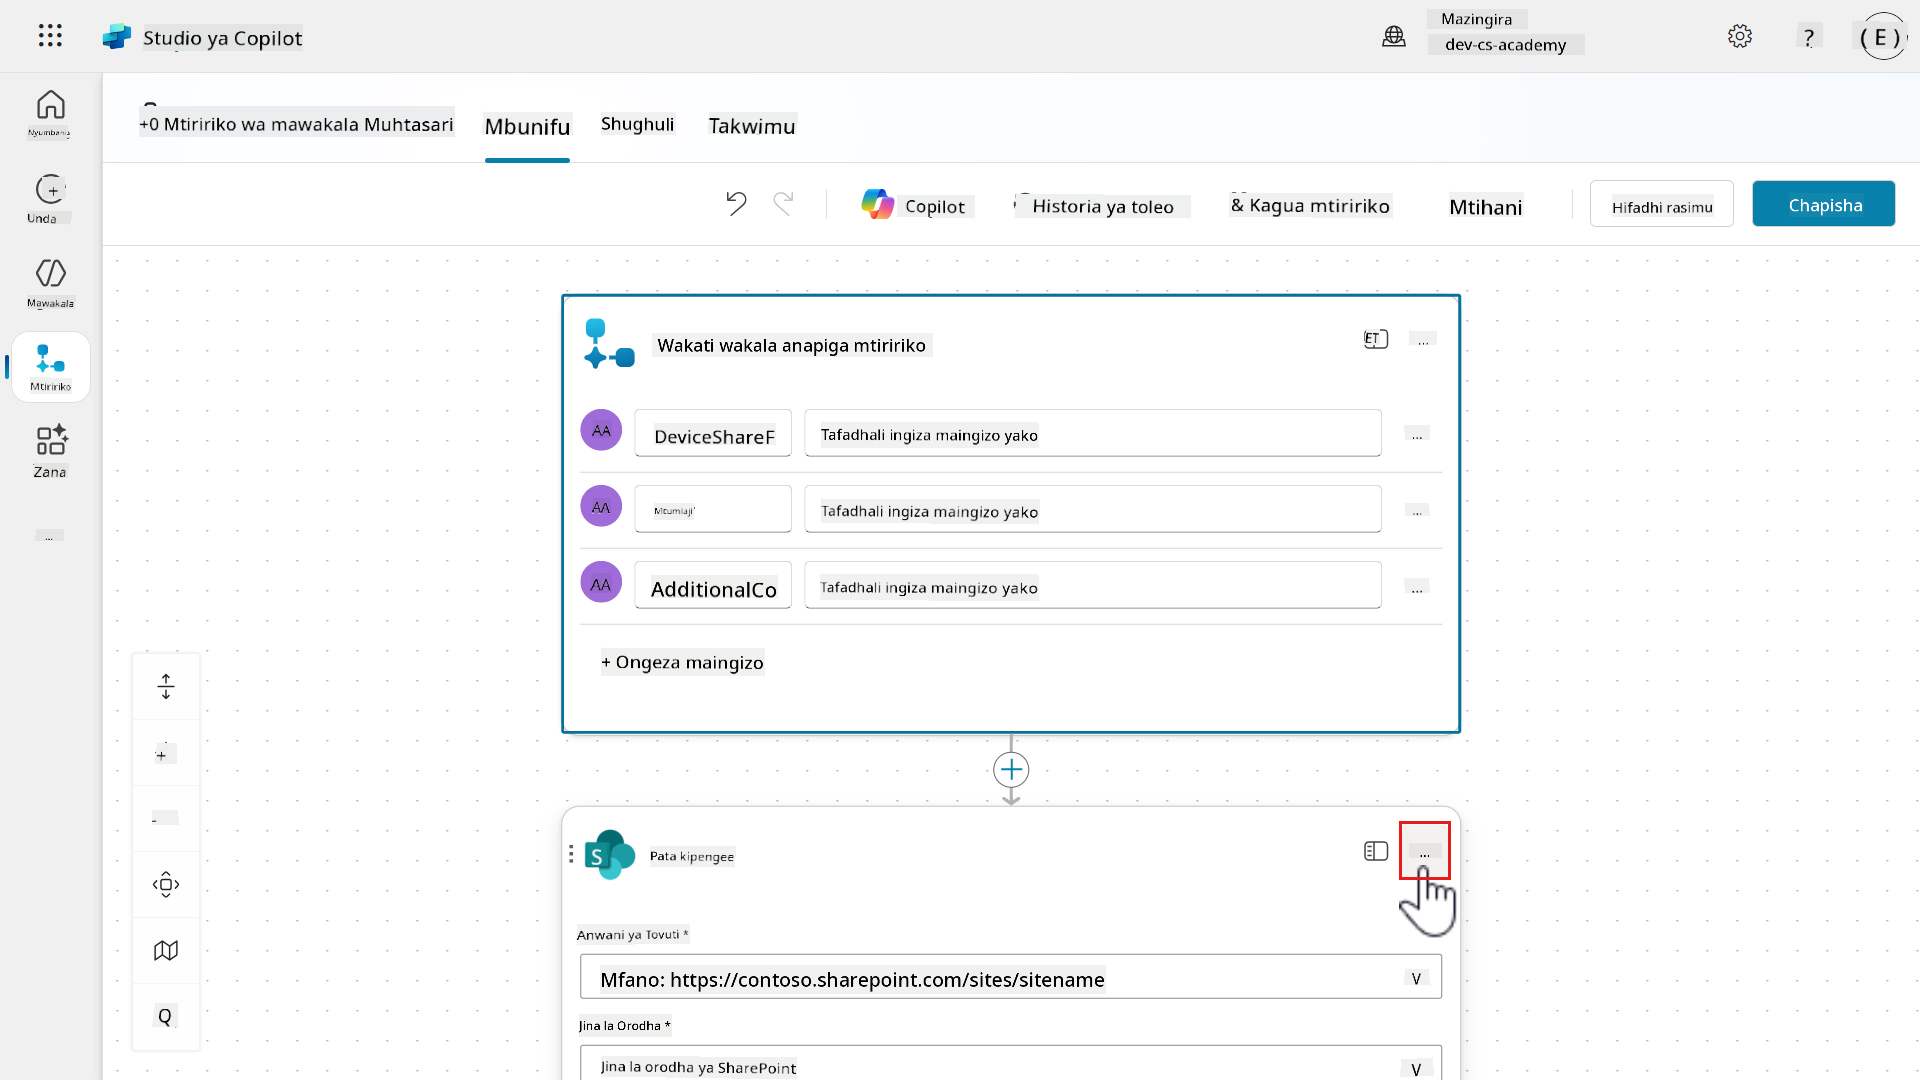 Studio ya Copilot
Mazingira
dev-cs-academy
?
( E )
Nyumbani
Unda
Mawakala
Mtiririko
Zana
...
+0 Mtiririko wa mawakala Muhtasari
Mbunifu
Shughuli
Takwimu
Copilot
Historia ya toleo
& Kagua mtiririko
Mtihani
Hifadhi rasimu
Chapisha
Wakati wakala anapiga mtiririko
ET
...
AA
DeviceShareF
Tafadhali ingiza maingizo yako
...
AA
Mtumiaji
Tafadhali ingiza maingizo yako
...
AA
AdditionalCo
Tafadhali ingiza maingizo yako
...
+ Ongeza maingizo
S
Pata kipengee
...
Anwani ya Tovuti *
Mfano: https://contoso.sharepoint.com/sites/sitename
V
Jina la Orodha *
Jina la orodha ya SharePoint
V
+
-
Q